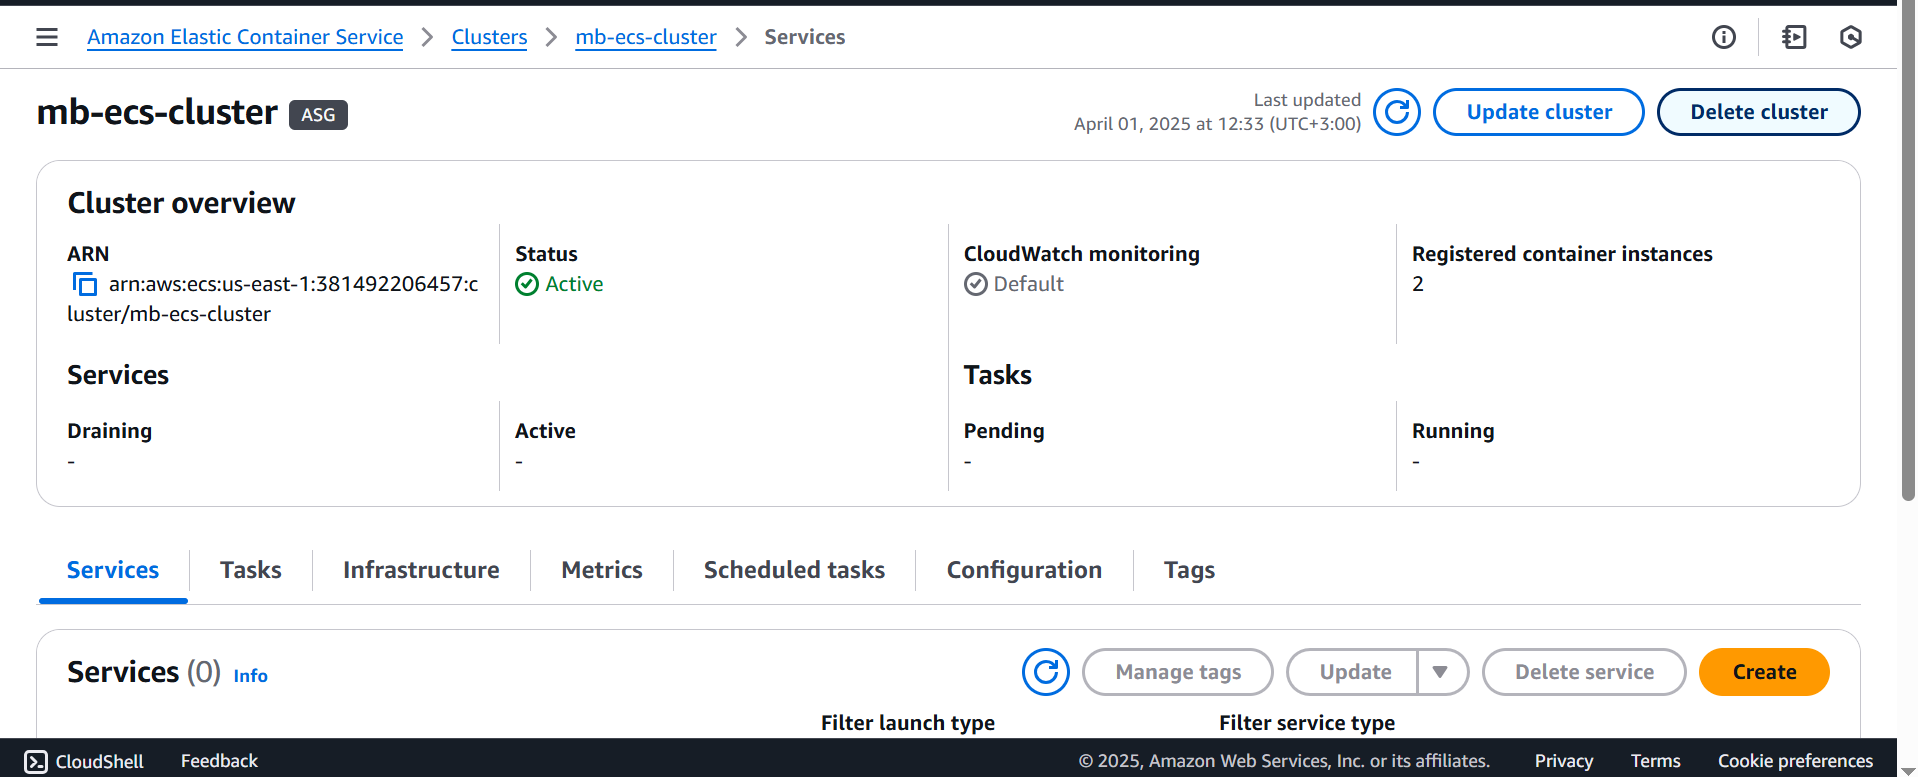 Amazon Elastic Container Service > Clusters > mb-ecs-cluster > Services
mb-ecs-cluster ASG
Last updated
April 01, 2025 at 12:33 (UTC+3:00)
Update cluster
Delete cluster
Cluster overview
ARN
arn:aws:ecs:us-east-1:381492206457:c
luster/mb-ecs-cluster
Status
Active
CloudWatch monitoring
Default
Registered container instances
2
Services
Tasks
Draining
-
Active
-
Pending
-
Running
-
Services Tasks Infrastructure Metrics Scheduled tasks Configuration Tags
Services (0) Info
Manage tags Update Delete service Create
Filter launch type Filter service type
CloudShell Feedback © 2025, Amazon Web Services, Inc. or its affiliates. Privacy Terms Cookie preferences